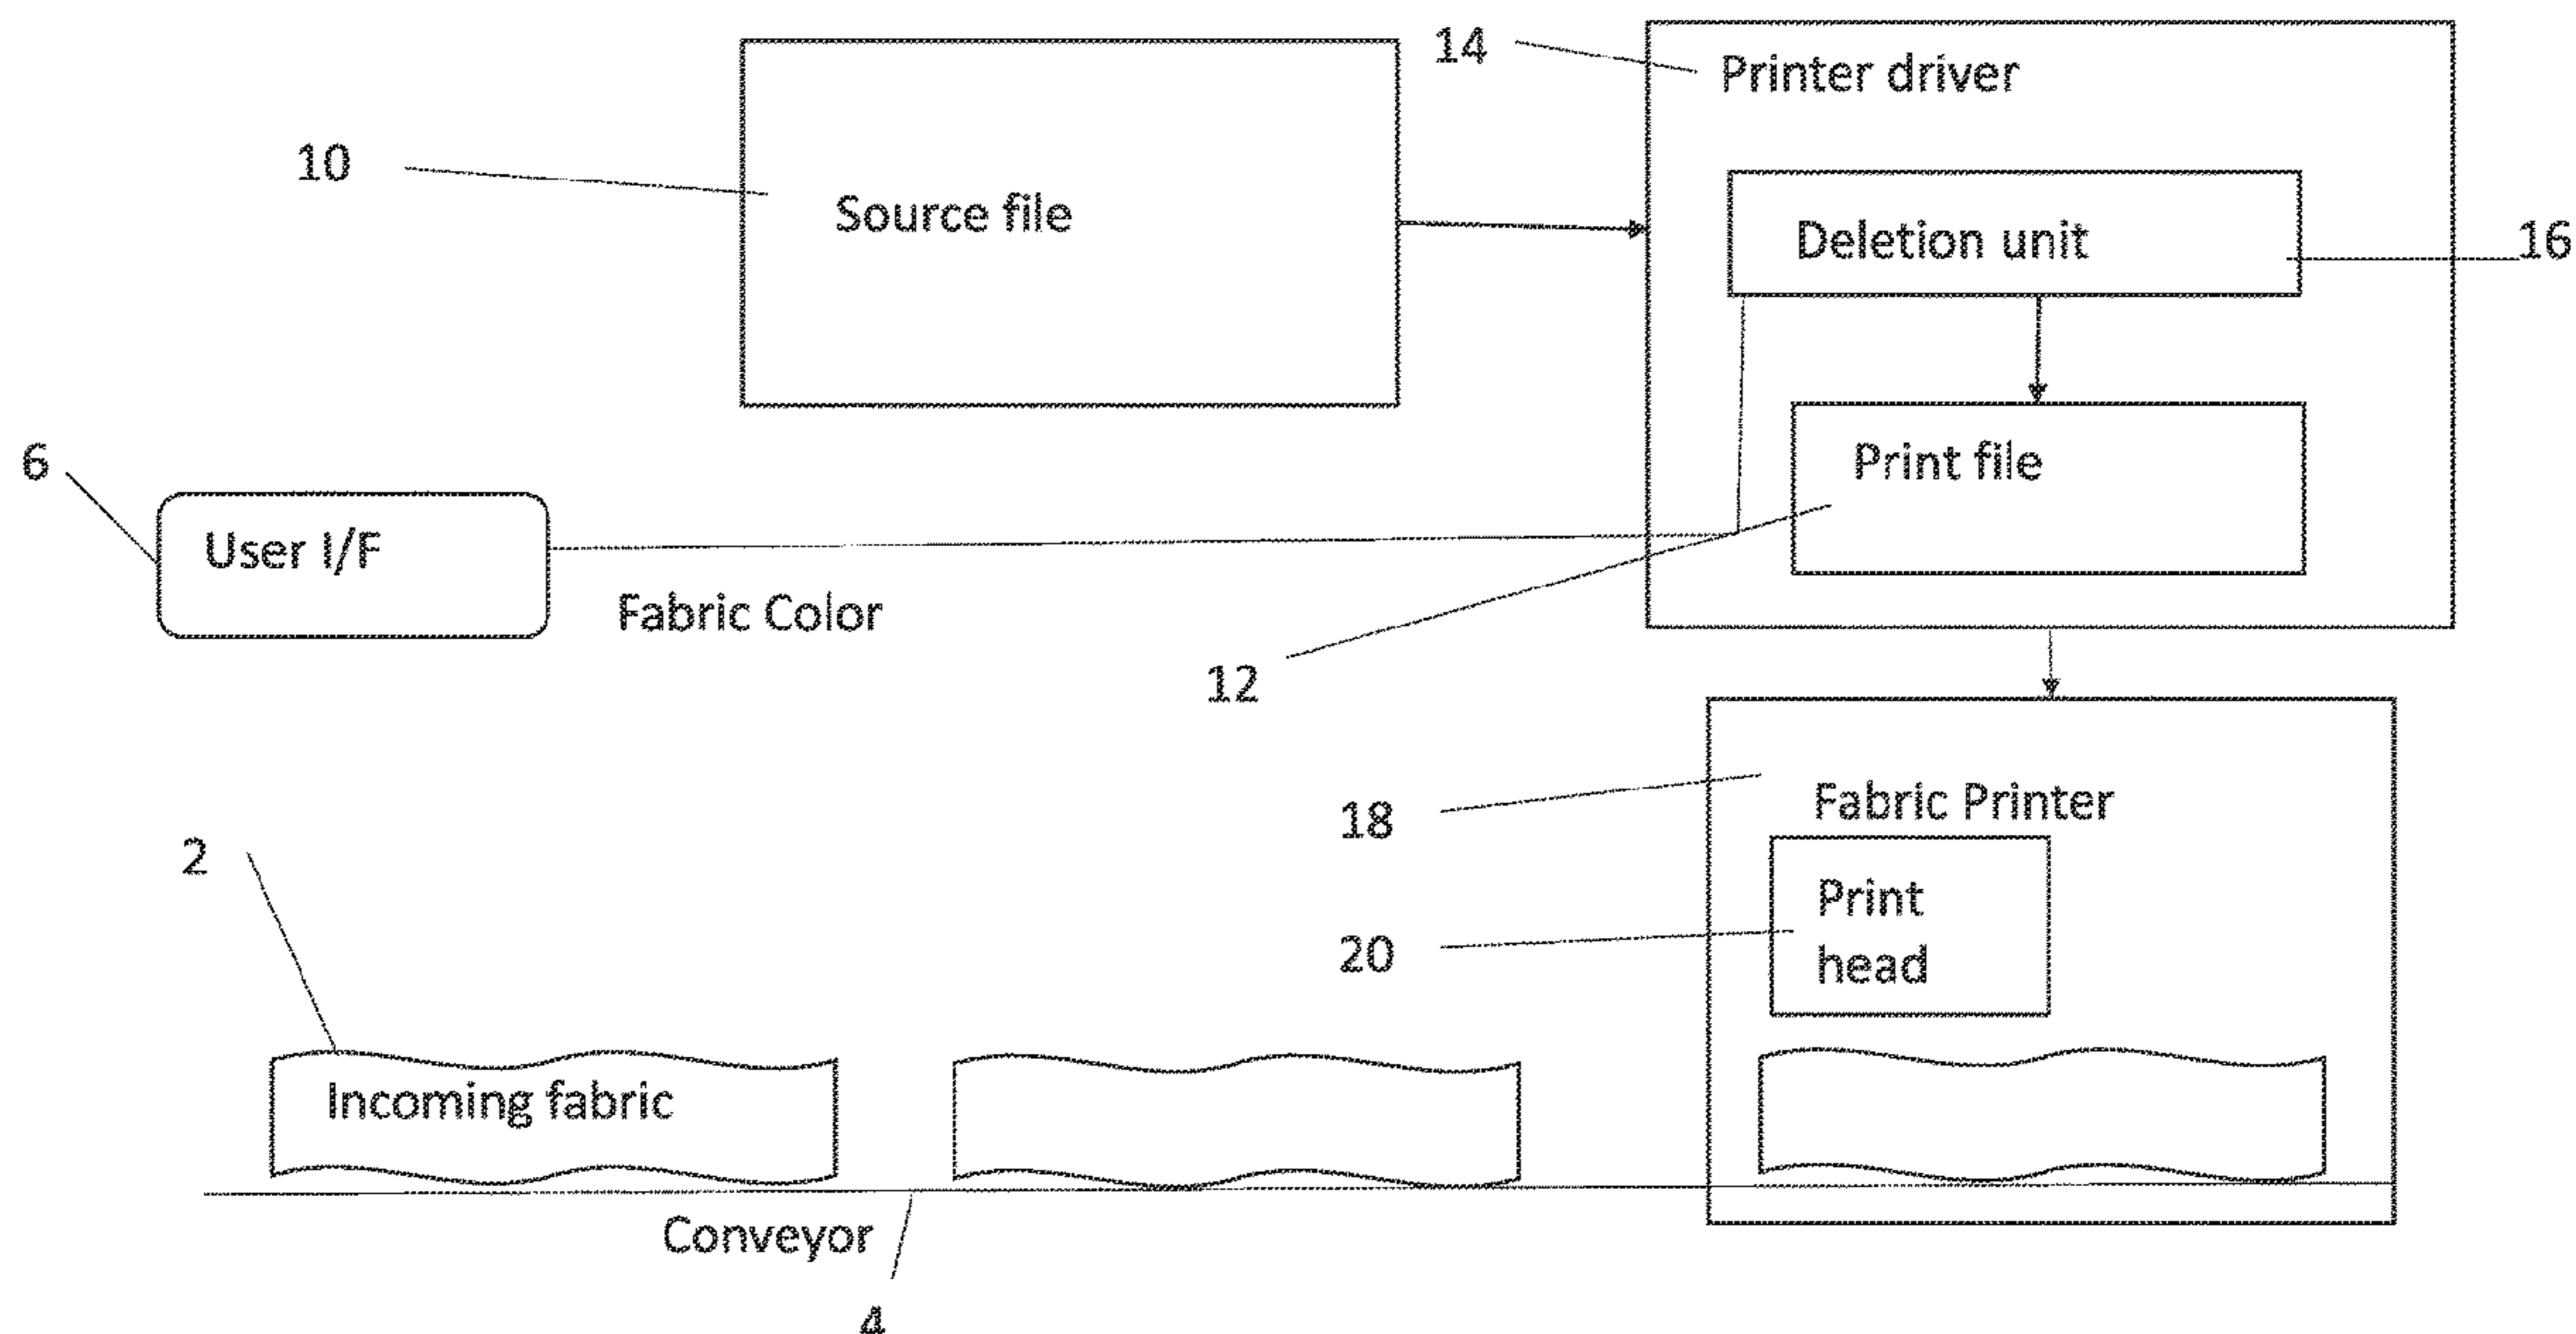 14
Printer driver
10
Source file
Deletion unit
16
6
User I/F
Print file
Fabric Color
12
18
Fabric Printer
2
Print
head
20
Incoming fabric
Conveyor
4